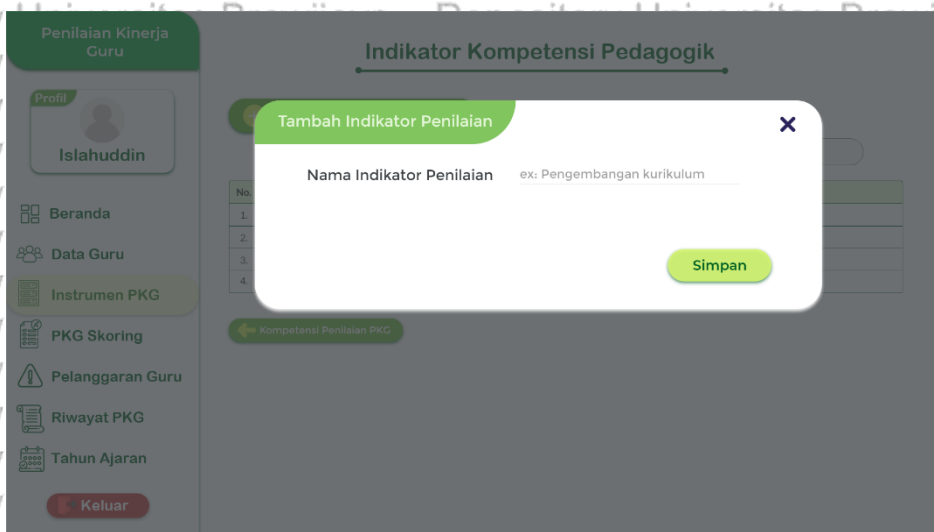 Penilaian Kinerja
Guru
Profil
Islahuddin
Beranda
Data Guru
Instrumen PKG
PKG Skoring
Pelanggaran Guru
Riwayat PKG
Tahun Ajaran
Keluar
Indikator Kompetensi Pedagogik
Tambah Indikator Penilaian
Nama Indikator Penilaian ex: Pengembangan kurikulum
Simpan
No.
1.
2.
3.
4.
Kompetensi Penilaian PKG